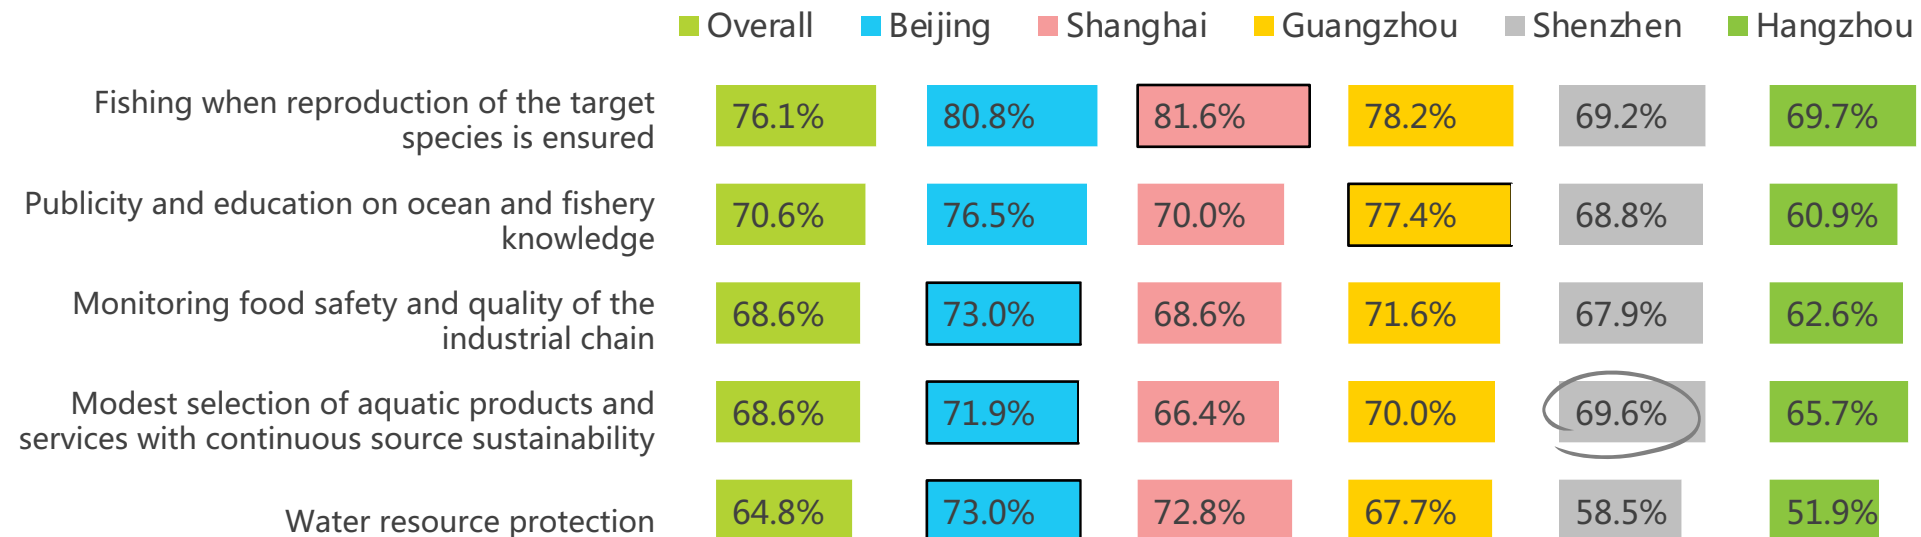 Overall Beijing Shanghai Guangzhou Shenzhen Hangzhou
Fishing when reproduction of the target
species is ensured
76.1% 80.8% 81.6% 78.2% 69.2% 69.7%
Publicity and education on ocean and fishery
knowledge
70.6% 76.5% 70.0% 77.4% 68.8% 60.9%
Monitoring food safety and quality of the
industrial chain
68.6% 73.0% 68.6% 71.6% 67.9% 62.6%
Modest selection of aquatic products and
services with continuous source sustainability
68.6% 71.9% 66.4% 70.0% 69.6% 65.7%
Water resource protection
64.8% 73.0% 72.8% 67.7% 58.5% 51.9%